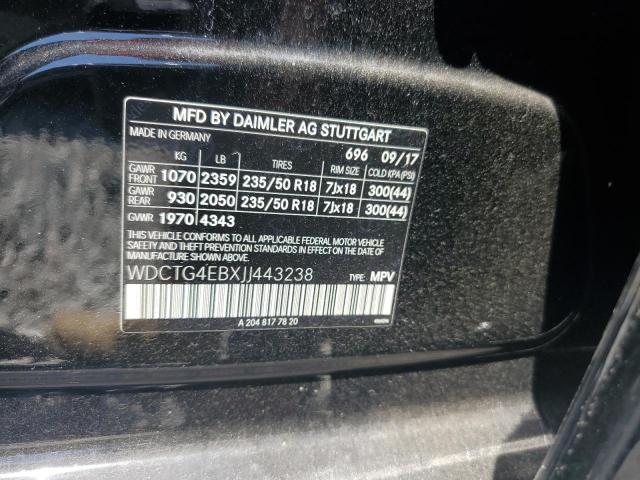 MFD BY DAIMLER AG STUTTGART
MADE IN GERMANY 696 09/17
KG LB TIRES RIM SIZE COLD KPA (PSI)
GAWR FRONT 1070 2359 235/50 R18 7Jx18 300(44)
GAWR REAR 930 2050 235/50 R18 7Jx18 300(44)
GVWR 1970 4343
THIS VEHICLE CONFORMS TO ALL APPLICABLE FEDERAL MOTOR VEHICLE
SAFETY AND THEFT PREVENTION STANDARDS IN EFFECT ON THE DATE
OF MANUFACTURE SHOWN ABOVE.
WDCTG4EBXJJ443238 TYPE: MPV
A 204 817 78 20